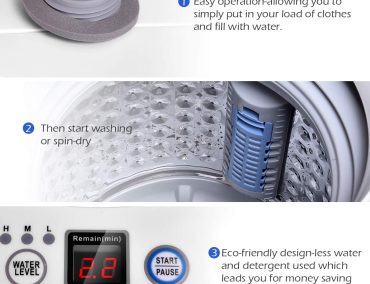 1 Easy operation-allowing you to
simply put in your load of clothes
and fill with water.
2 Then start washing
or spin-dry
H M L
Remain(min)
2.2
WATER
LEVEL
START
PAUSE
3 Eco-friendly design-less water
and detergent used which
leads you for money saving